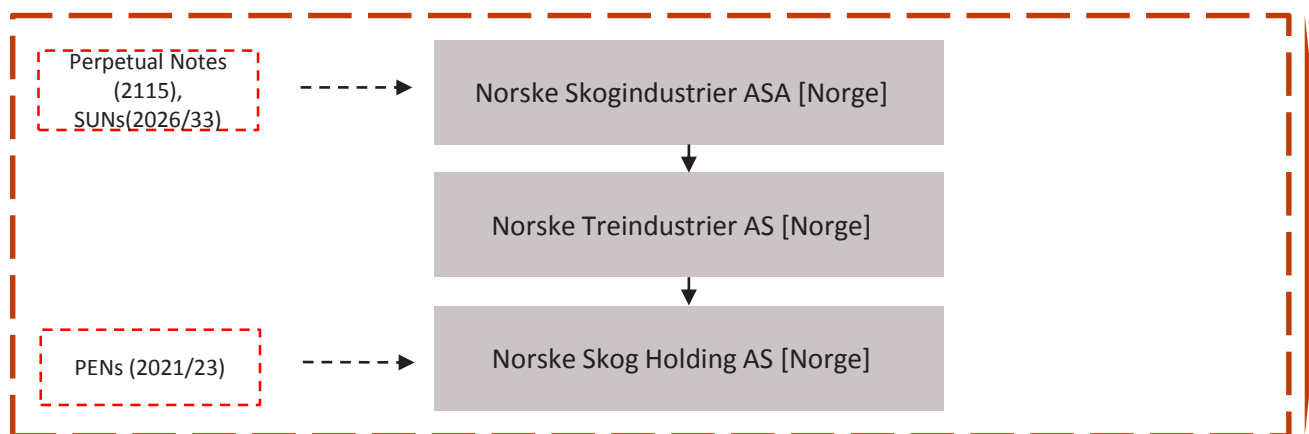 Perpetual Notes
(2115),
SUNs(2026/33)
Norske Skogindustrier ASA [Norge]
Norske Treindustrier AS [Norge]
PENs (2021/23)
Norske Skog Holding AS [Norge]